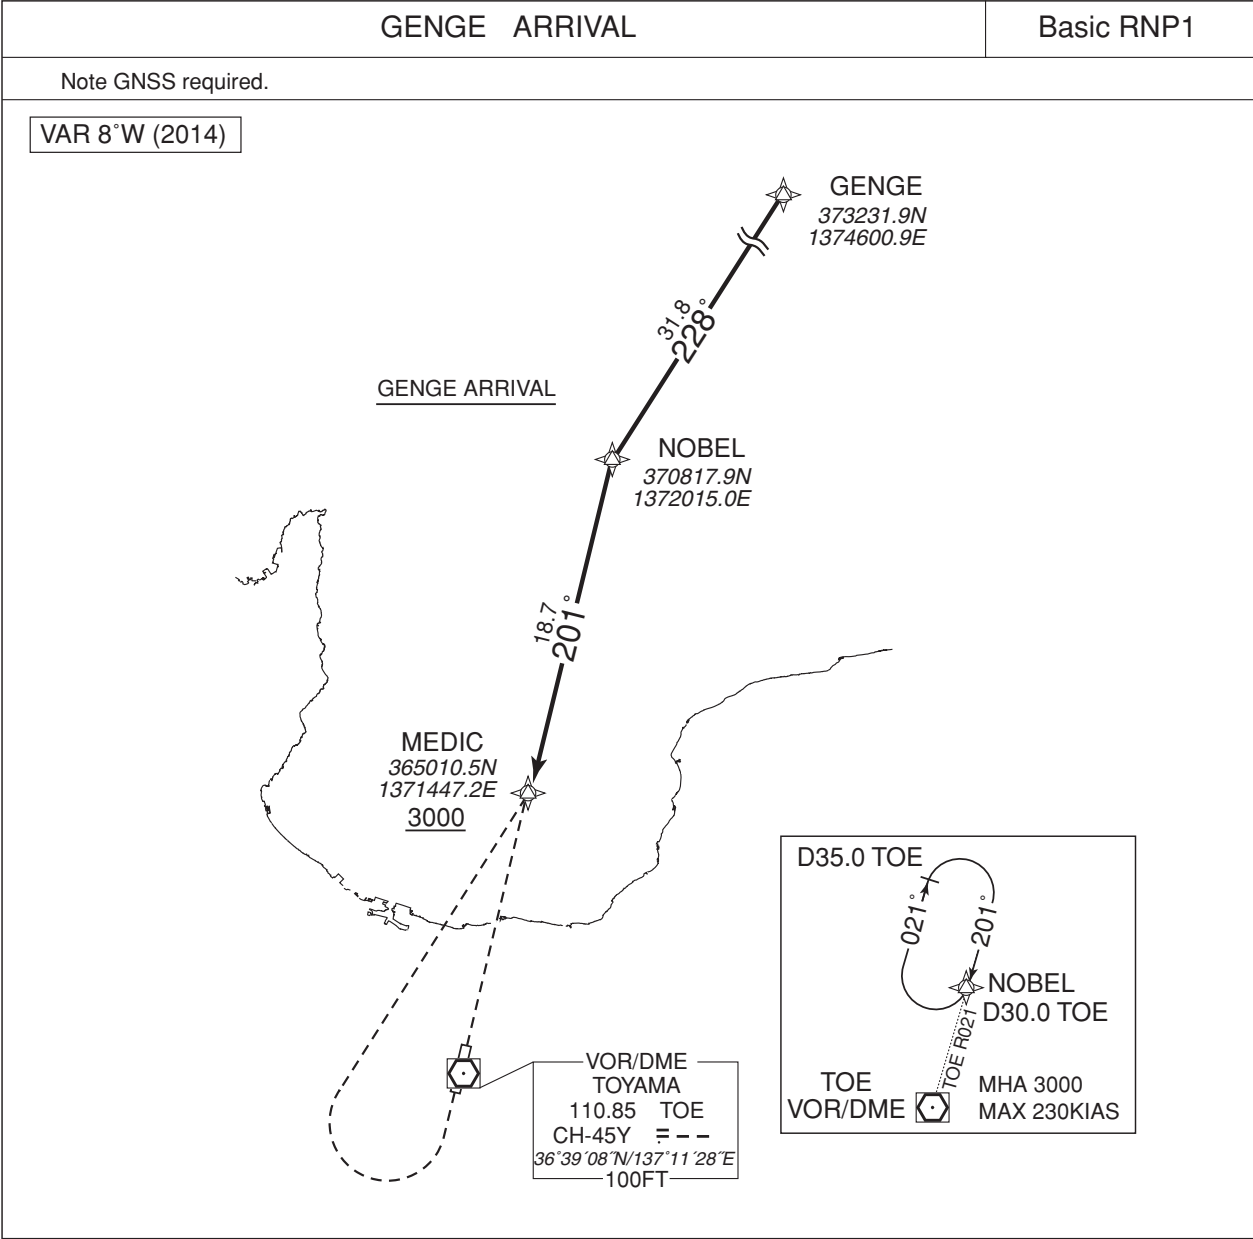 GENGE ARRIVAL
Basic RNP1
Note GNSS required.
VAR 8°W (2014)
GENGE
373231.9N
1374600.9E
31.8
228°
GENGE ARRIVAL
NOBEL
370817.9N
1372015.0E
18.7
201°
MEDIC
365010.5N
1371447.2E
3000
VOR/DME
TOYAMA
110.85 TOE
CH-45Y
36°39´08˝N/137°11´28˝E
100FT
D35.0 TOE
021°
201°
NOBEL
D30.0 TOE
TOE R021
TOE
VOR/DME
MHA 3000
MAX 230KIAS